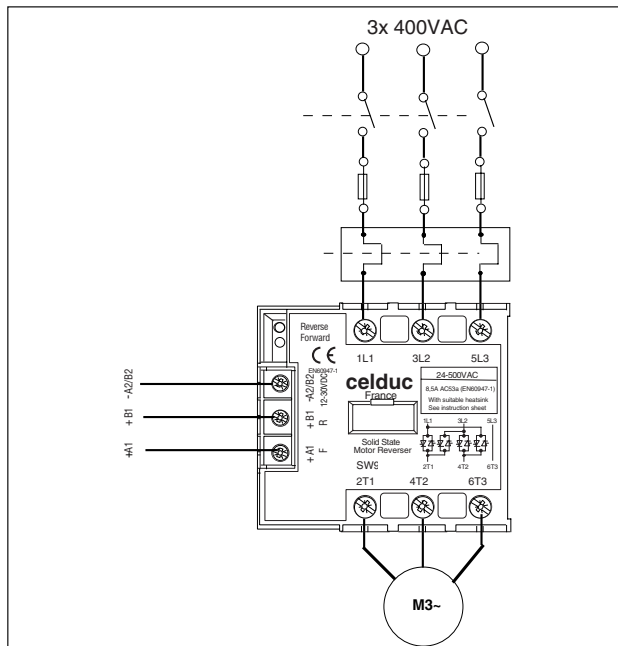 3x 400VAC
Reverse
Forward
CE
EN60947-1
1L1 3L2 5L3
-A2/B2
-A2/B2
12-30VDC
celduc
France
24-500VAC
8,5A AC53a (EN60947-1)
With suitable heatsink
See instruction sheet
+B1
+B1
R
1L1 3L2 5L3
+A1
+A1
F
Solid State
Motor Reverser
2T1 4T2 6T3
SW9
2T1 4T2 6T3
M3~